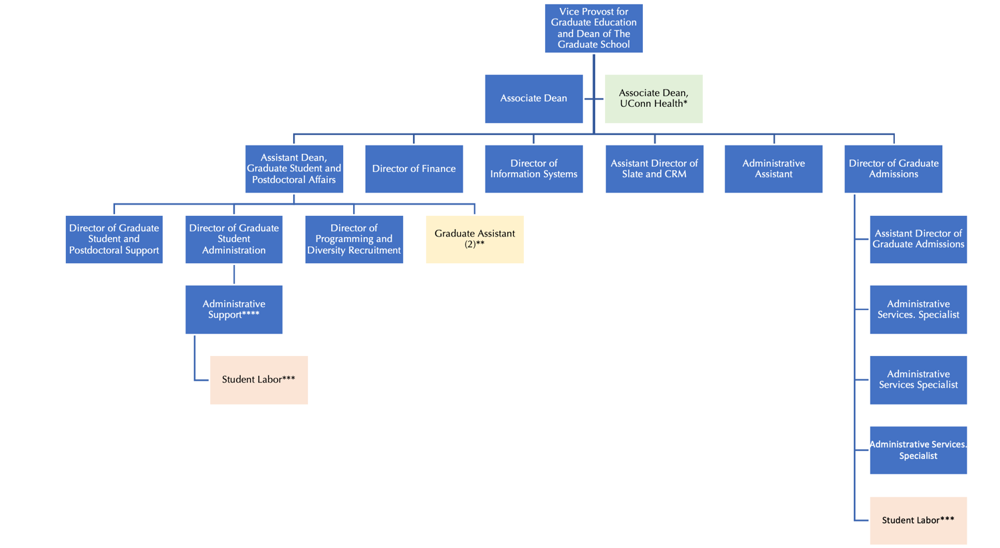 Vice Provost for
Graduate Education
and Dean of The
Graduate School
Associate Dean
Associate Dean,
UConn Health*
Assistant Dean,
Graduate Student and
Postdoctoral Affairs
Director of Finance
Director of
Information Systems
Assistant Director of
Slate and CRM
Administrative
Assistant
Director of Graduate
Admissions
Director of Graduate
Student and
Postdoctoral Support
Director of Graduate
Student
Administration
Director of
Programming and
Diversity Recruitment
Graduate Assistant
(2)**
Assistant Director of
Graduate Admissions
Administrative
Support****
Administrative
Services. Specialist
Student Labor***
Administrative
Services Specialist
Administrative Services.
Specialist
Student Labor***